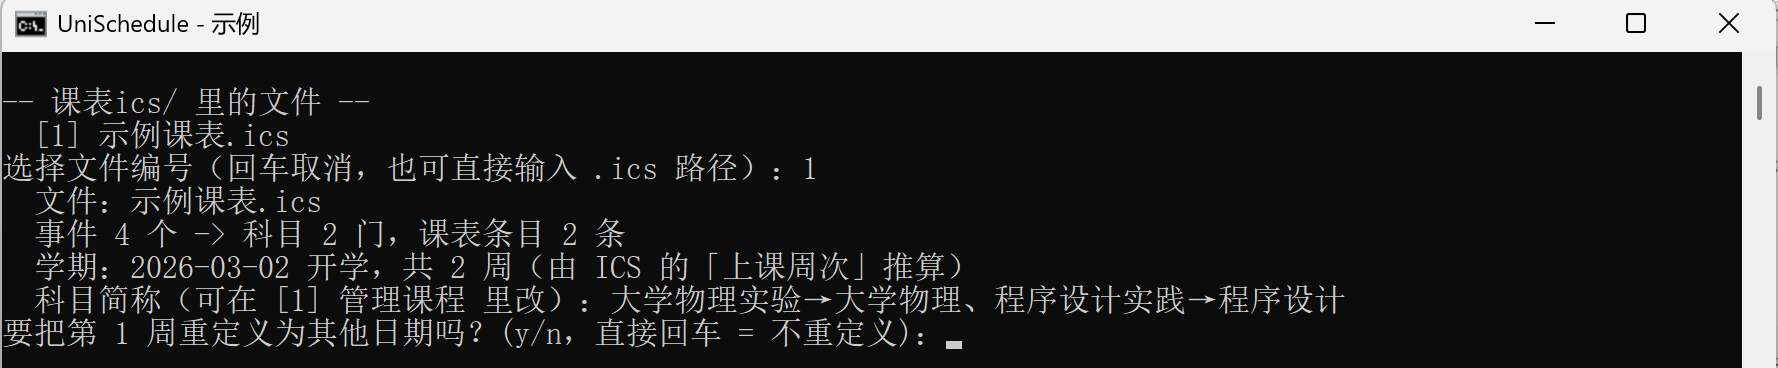 UniSchedule - 示例
-- 课表ics/ 里的文件 --
[1] 示例课表.ics
选择文件编号（回车取消，也可直接输入 .ics 路径）：1
文件：示例课表.ics
事件 4 个 -> 科目 2 门，课表条目 2 条
学期：2026-03-02 开学，共 2 周（由 ICS 的「上课周次」推算）
科目简称（可在 [1] 管理课程 里改）：大学物理实验→大学物理、程序设计实践→程序设计
要把第 1 周重定义为其他日期吗？(y/n，直接回车 = 不重定义)：